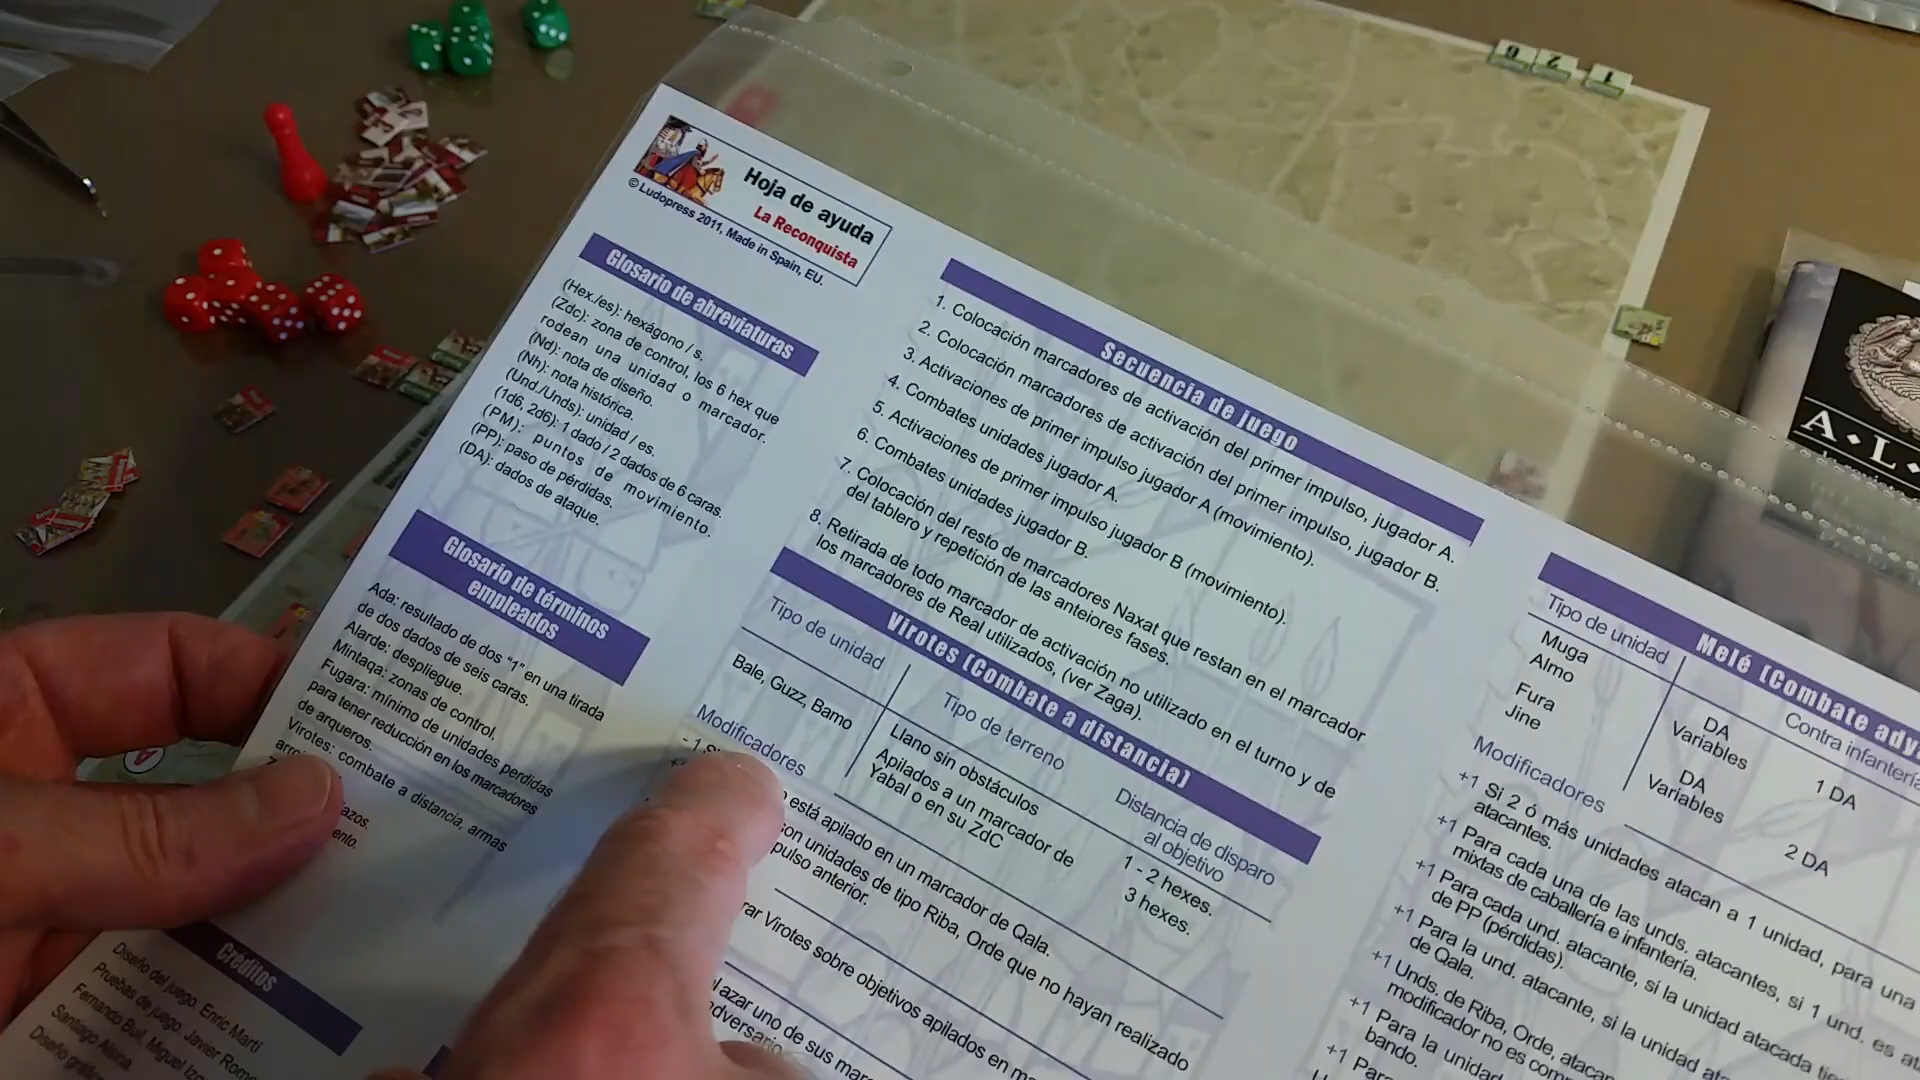 Hoja de ayuda
La Reconquista
© Ludopress 2011, Made in Spain, EU.
Glosario de abreviaturas
(Hex./es): hexágono / s.
(Zdc): zona de control, los 6 hex que
rodean una unidad o marcador.
(Nd): nota de diseño.
(Nh): nota histórica.
(Und./Unds): unidad / es.
(1d6, 2d6): 1 dado / 2 dados de 6 caras.
(PM): puntos de movimiento.
(PP): paso de pérdidas.
(DA): dados de ataque.
Glosario de términos
empleados
Ada: resultado de dos "1" en una tirada
de dos dados de seis caras.
Alarde: despliegue.
Mintaqa: zonas de control.
Fugara: mínimo de unidades perdidas
para tener reducción en los marcadores
de arqueros.
Virotes: combate a distancia, armas
Créditos
Diseño del juego: Enric Martí
Pruebas de juego: Javier Rome
Santiago Alsina
Secuencia de juego
1. Colocación marcadores de activación del primer impulso, jugador A.
2. Colocación marcadores de activación del primer impulso, jugador B.
3. Activaciones de primer impulso jugador A (movimiento).
4. Combates unidades jugador A.
5. Activaciones de primer impulso jugador B (movimiento).
6. Combates unidades jugador B.
7. Colocación del resto de marcadores Naxat que restan en el marcador
del tablero y repetición de las anteiores fases.
8. Retirada de todo marcador de activación no utilizado en el turno y de
los marcadores de Real utilizados, (ver Zaga).
Virotes (Combate a distancia)
Tipo de unidad
Tipo de terreno
Distancia de disparo
al objetivo
Bale, Guzz, Bamo
Llano sin obstáculos
1 - 2 hexes.
Apilados a un marcador de
Yabal o en su ZdC
3 hexes.
Modificadores
está apilado en un marcador de Qala.
unidades de tipo Riba, Orde que no hayan realizado
anterior.
Virotes sobre objetivos apilados en
azar uno de sus
Melé (Combate
Tipo de unidad
Contra infantería
Muga
Almo
DA
Variables
1 DA
Fura
Jine
DA
Variables
2 DA
Modificadores
+1 Si 2 ó más unidades atacan a 1 unidad, para una
atacantes.
+1 Para cada una de las unds. atacantes, si 1 und. es
mixtas de caballería e infantería.
+1 Para cada und. atacante, si la unidad atacada
de PP (pérdidas).
+1 Para la und. atacante, si la unidad
de Qala.
+1 Unds. de Riba, Orde,
modificador no es
+1 Para la unidad
bando.
+1 Para
A · L ·
1
2
6